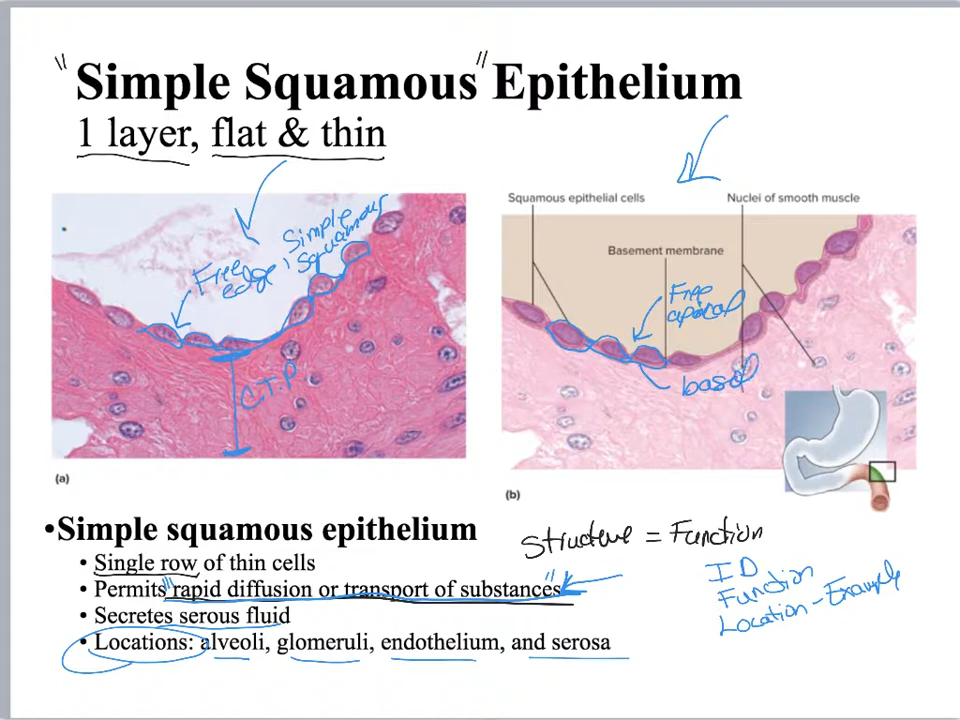 " Simple Squamous " Epithelium
1 layer, flat & thin
Simple
Squamous
Free
edge
C.T.P
(a)
Squamous epithelial cells
Nuclei of smooth muscle
Basement membrane
Free
apical
basal
(b)
•Simple squamous epithelium
• Single row of thin cells
• Permits "rapid diffusion or transport of substances"
• Secretes serous fluid
• Locations: alveoli, glomeruli, endothelium, and serosa
Structure = Function
ID
Function
Location - Example